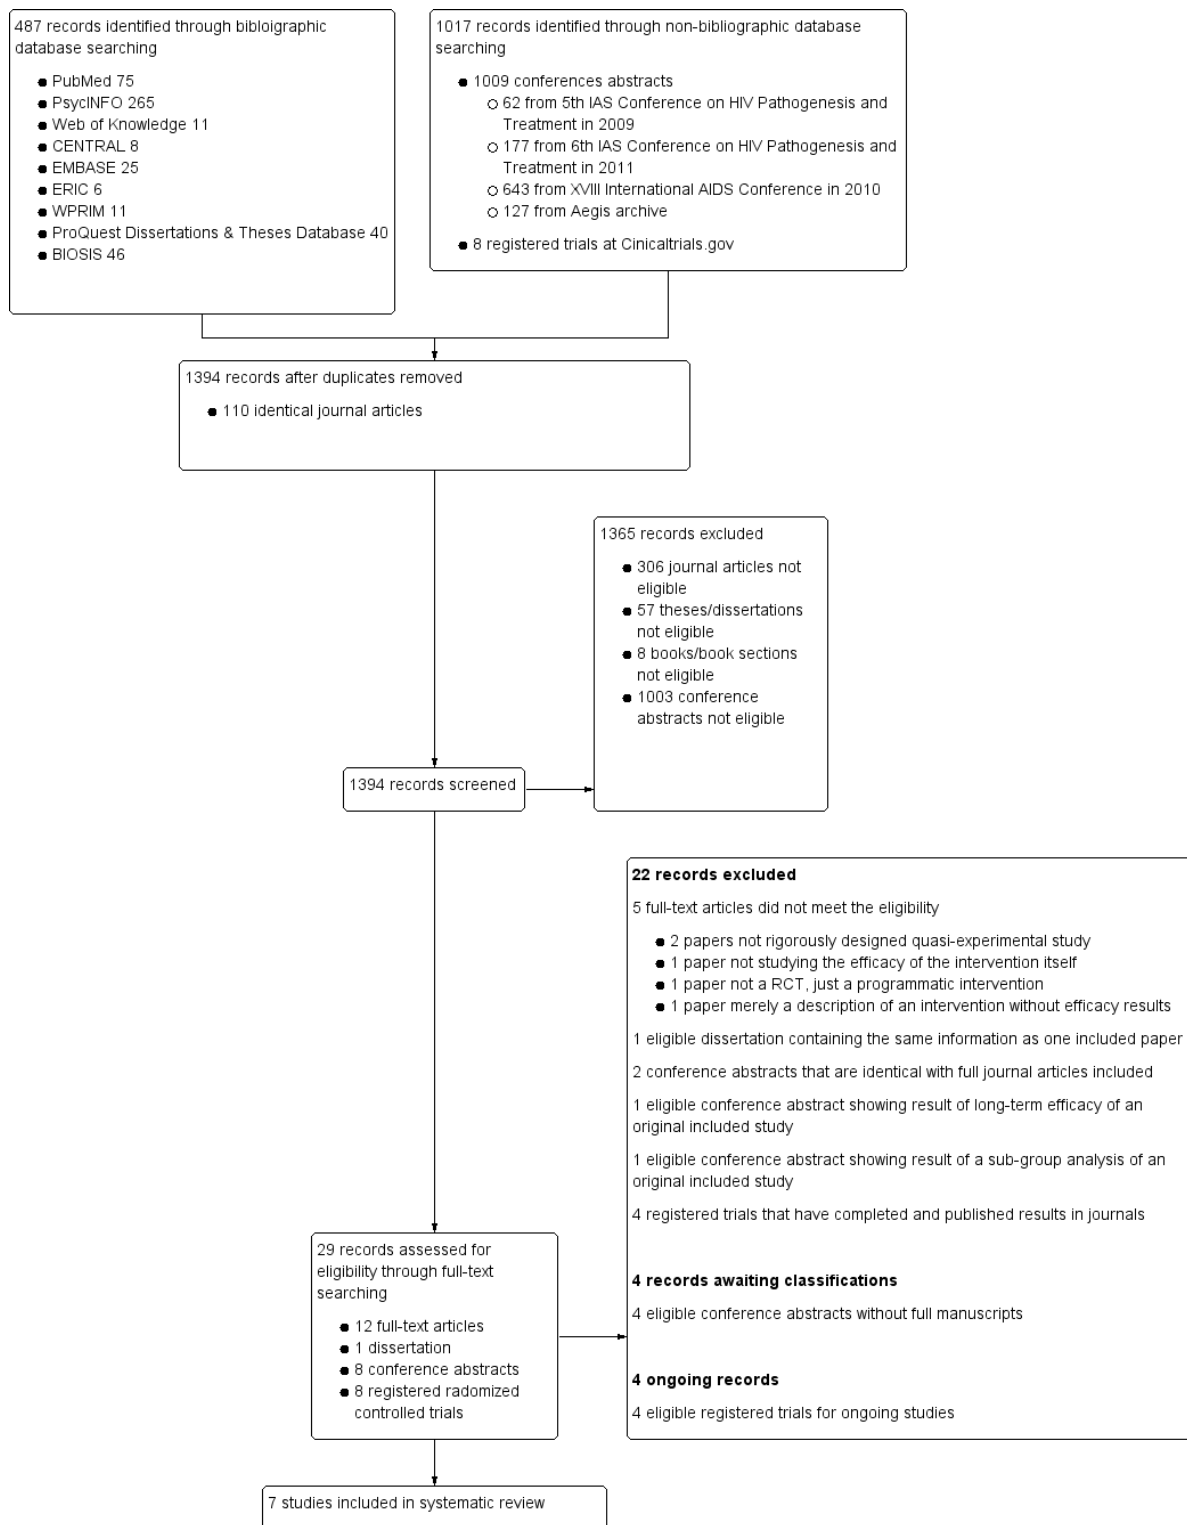 487 records identified through bibloigraphic
database searching
● PubMed 75
● PsycINFO 265
● Web of Knowledge 11
● CENTRAL 8
● EMBASE 25
● ERIC 6
● WPRIM 11
● ProQuest Dissertations & Theses Database 40
● BIOSIS 46
1017 records identified through non-bibliographic database
searching
● 1009 conferences abstracts
○ 62 from 5th IAS Conference on HIV Pathogenesis and
Treatment in 2009
○ 177 from 6th IAS Conference on HIV Pathogenesis and
Treatment in 2011
○ 643 from XVIII International AIDS Conference in 2010
○ 127 from Aegis archive
● 8 registered trials at Cinicaltrials.gov
1394 records after duplicates removed
● 110 identical journal articles
1365 records excluded
● 306 journal articles not
eligible
● 57 theses/dissertations
not eligible
● 8 books/book sections
not eligible
● 1003 conference
abstracts not eligible
1394 records screened
22 records excluded
5 full-text articles did not meet the eligibility
● 2 papers not rigorously designed quasi-experimental study
● 1 paper not studying the efficacy of the intervention itself
● 1 paper not a RCT, just a programmatic intervention
● 1 paper merely a description of an intervention without efficacy results
1 eligible dissertation containing the same information as one included paper
2 conference abstracts that are identical with full journal articles included
1 eligible conference abstract showing result of long-term efficacy of an
original included study
1 eligible conference abstract showing result of a sub-group analysis of an
original included study
4 registered trials that have completed and published results in journals
4 records awaiting classifications
4 eligible conference abstracts without full manuscripts
4 ongoing records
4 eligible registered trials for ongoing studies
29 records assessed for
eligibility through full-text
searching
● 12 full-text articles
● 1 dissertation
● 8 conference abstracts
● 8 registered radomized
controlled trials
7 studies included in systematic review